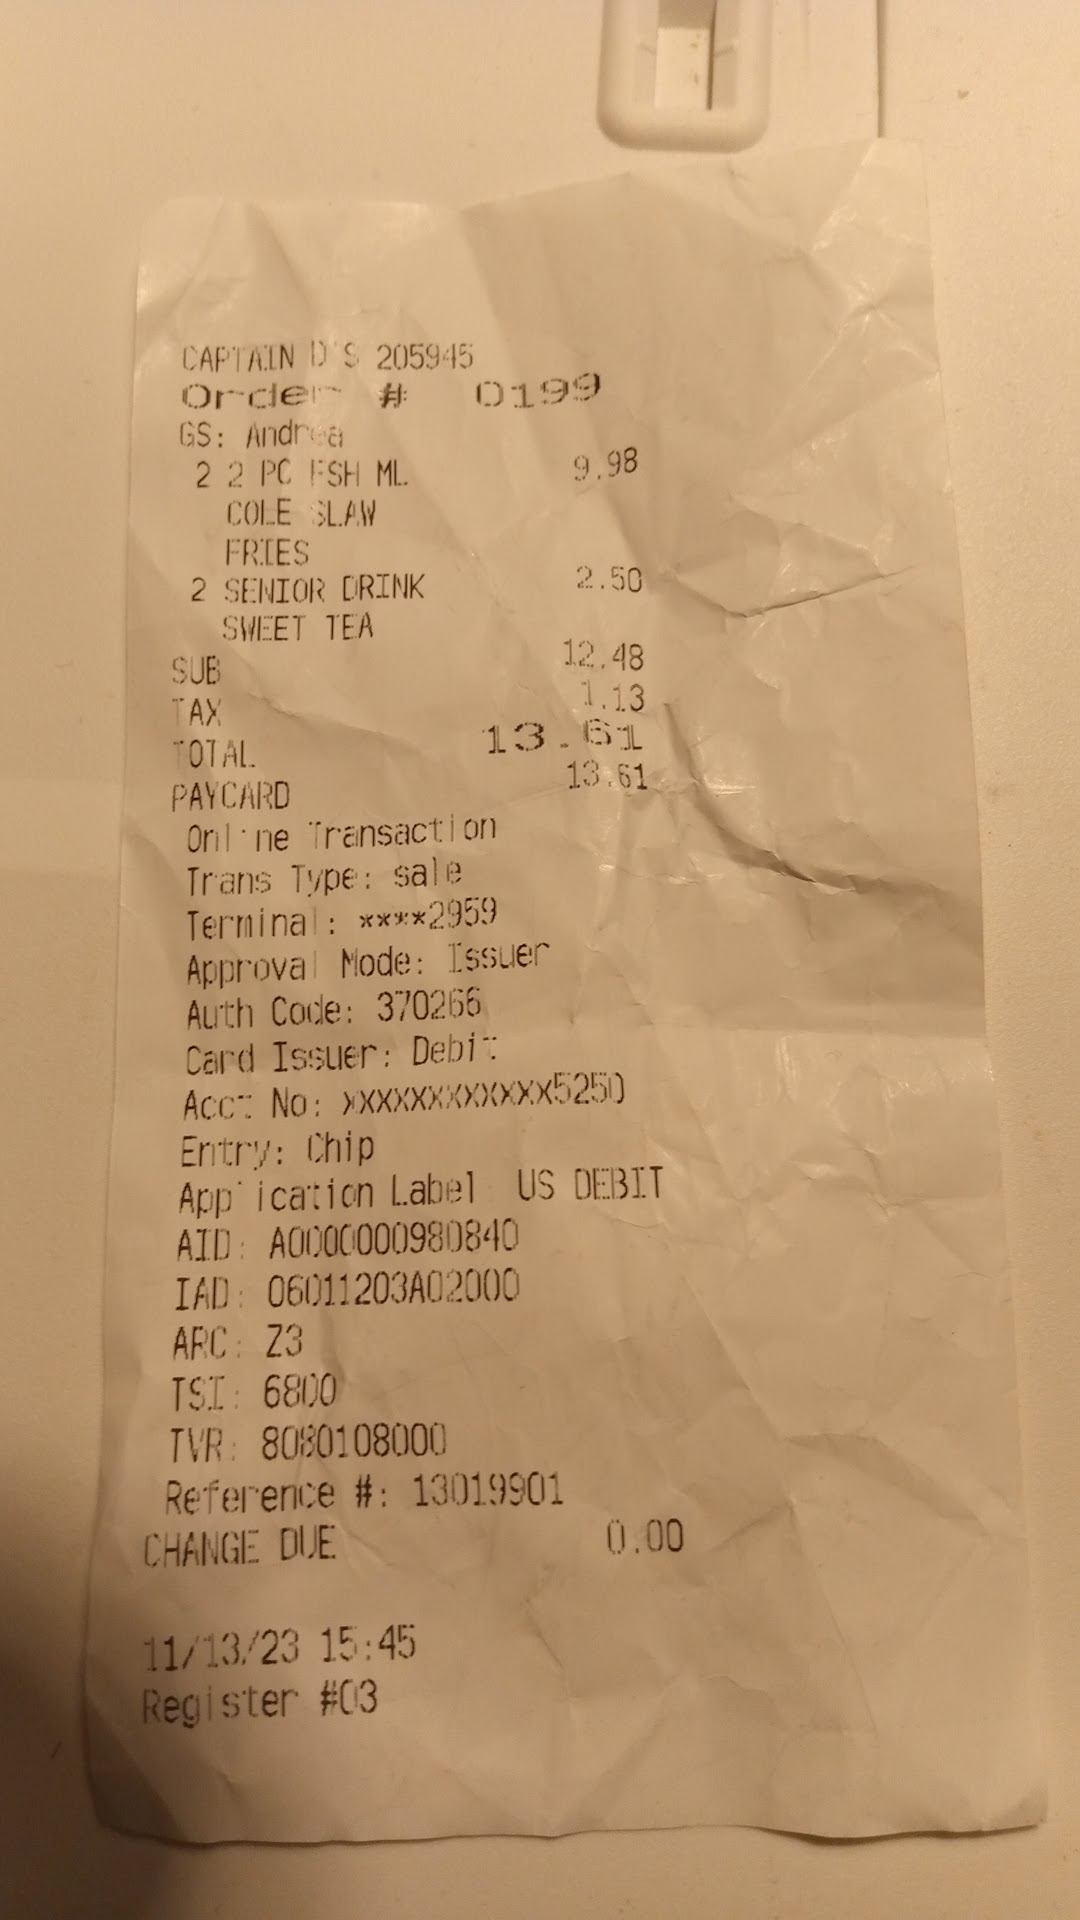 CAPTAIN D'S 205945
Order # 0199
GS: Andrea
2 2 PC FSH ML 9.98
COLE SLAW
FRIES
2 SENIOR DRINK 2.50
SWEET TEA
SUB 12.48
TAX 1.13
TOTAL 13.61
PAYCARD 13.61
Online Transaction
Trans Type: sale
Terminal: ****2959
Approval Mode: Issuer
Auth Code: 370266
Card Issuer: Debit
Acct No: xxxxxxxxxxxx5250
Entry: Chip
Application Label: US DEBIT
AID: A0000000980840
IAD: 06011203A02000
ARC: Z3
TSI: 6800
TVR: 8080108000
Reference #: 13019901
CHANGE DUE 0.00
11/13/23 15:45
Register #03